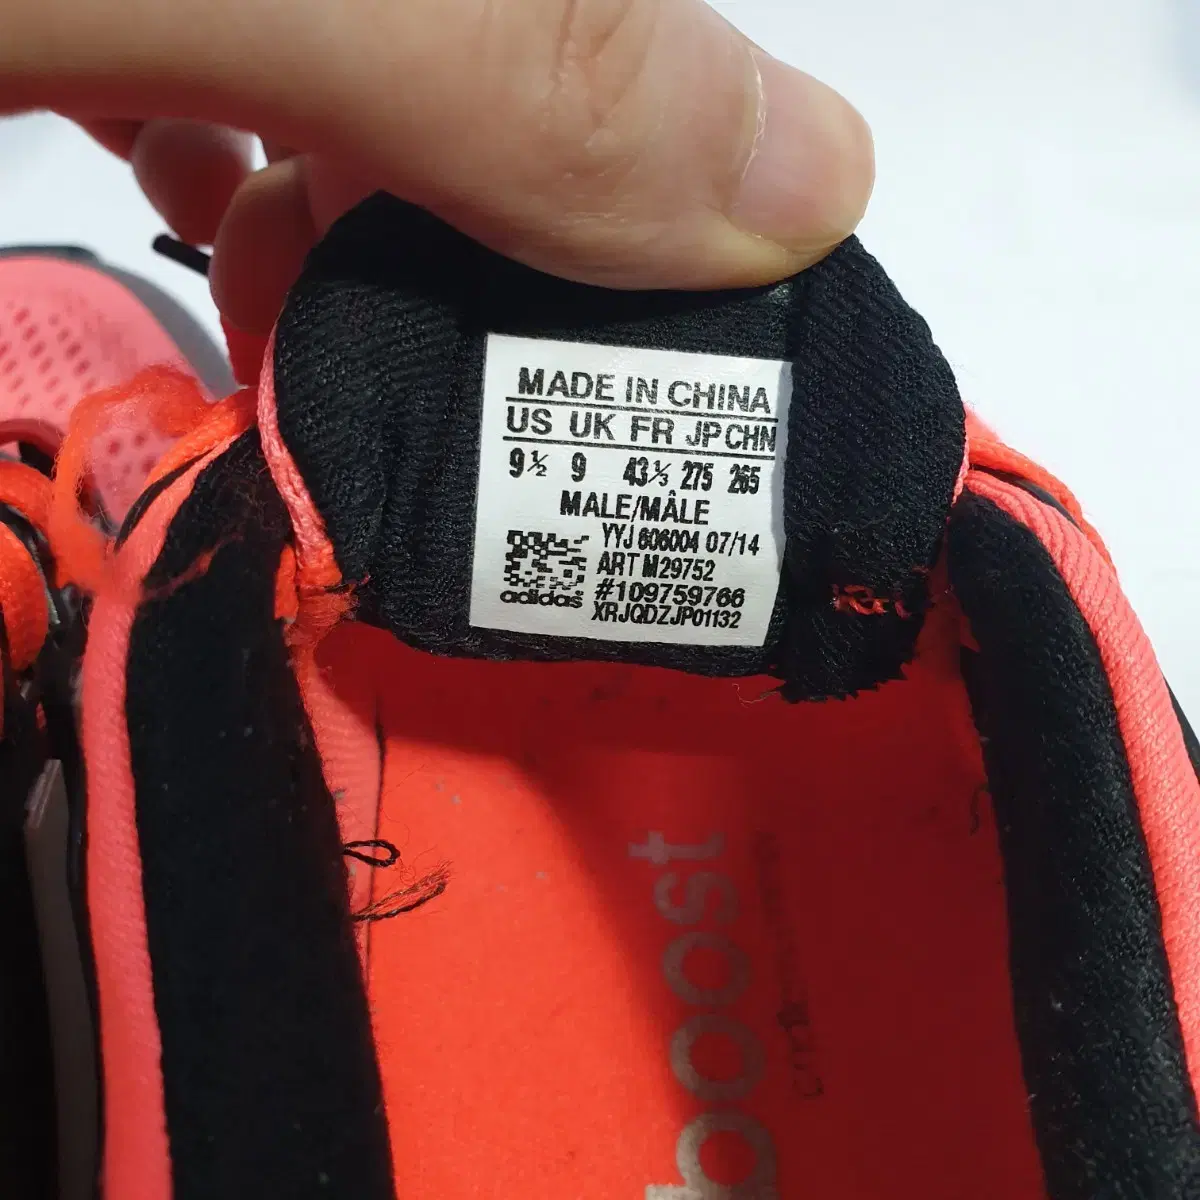 MADE IN CHINA
US UK FR JP CHN
9½ 9 43⅓ 275 265
MALE/MÂLE
YYJ 606004 07/14
ART M29752
#109759766
adidas XRJQDZJP01132
boost